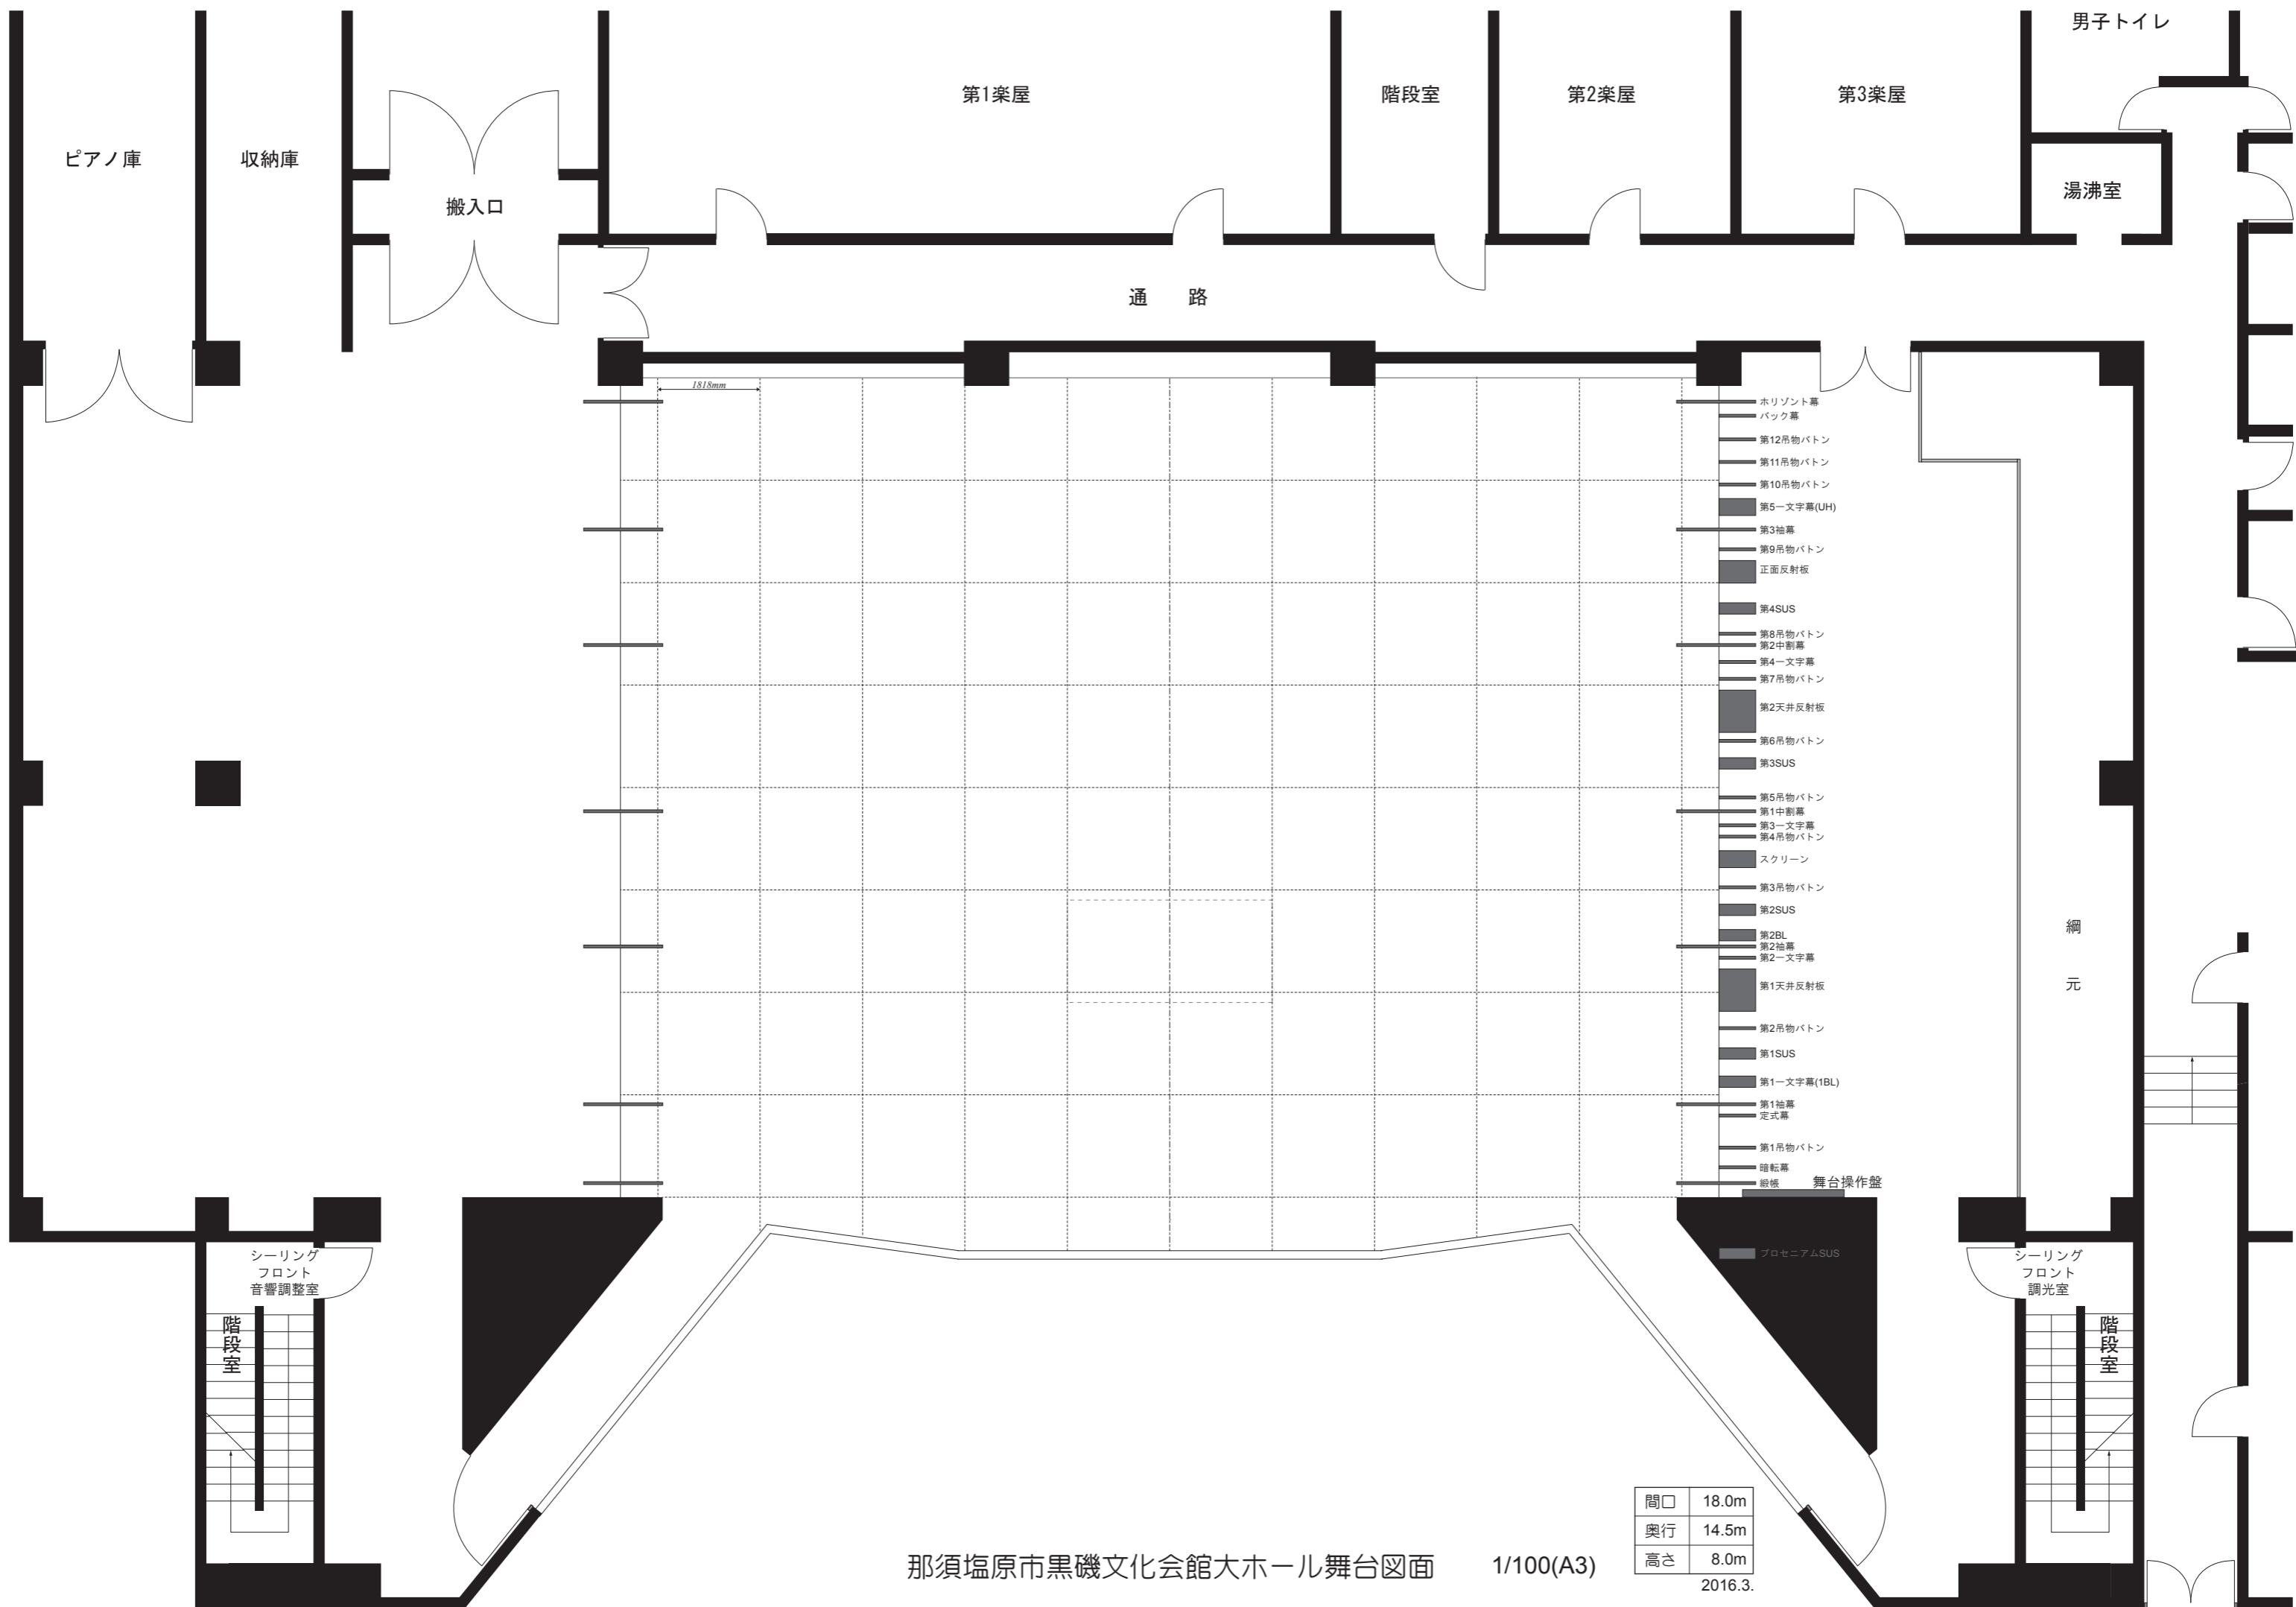 男子トイレ
第1楽屋
階段室
第2楽屋
第3楽屋
ピアノ庫
収納庫
湯沸室
搬入口
通 路
1818mm
ホリゾント幕
バック幕
第12吊物バトン
第11吊物バトン
第10吊物バトン
第5一文字幕(UH)
第3袖幕
第9吊物バトン
正面反射板
第4SUS
第8吊物バトン
第2中割幕
第4一文字幕
第7吊物バトン
第2天井反射板
第6吊物バトン
第3SUS
第5吊物バトン
第1中割幕
第3一文字幕
第4吊物バトン
スクリーン
第3吊物バトン
第2SUS
第2BL
第2袖幕
第2一文字幕
第1天井反射板
第2吊物バトン
第1SUS
第1一文字幕(1BL)
第1袖幕
定式幕
第1吊物バトン
暗転幕
緞帳
舞台操作盤
綱
元
プロセニアムSUS
シーリング
フロント
音響調整室
階段室
シーリング
フロント
調光室
階段室
間口 18.0m
奥行 14.5m
高さ 8.0m
2016.3.
那須塩原市黒磯文化会館大ホール舞台図面 1/100(A3)